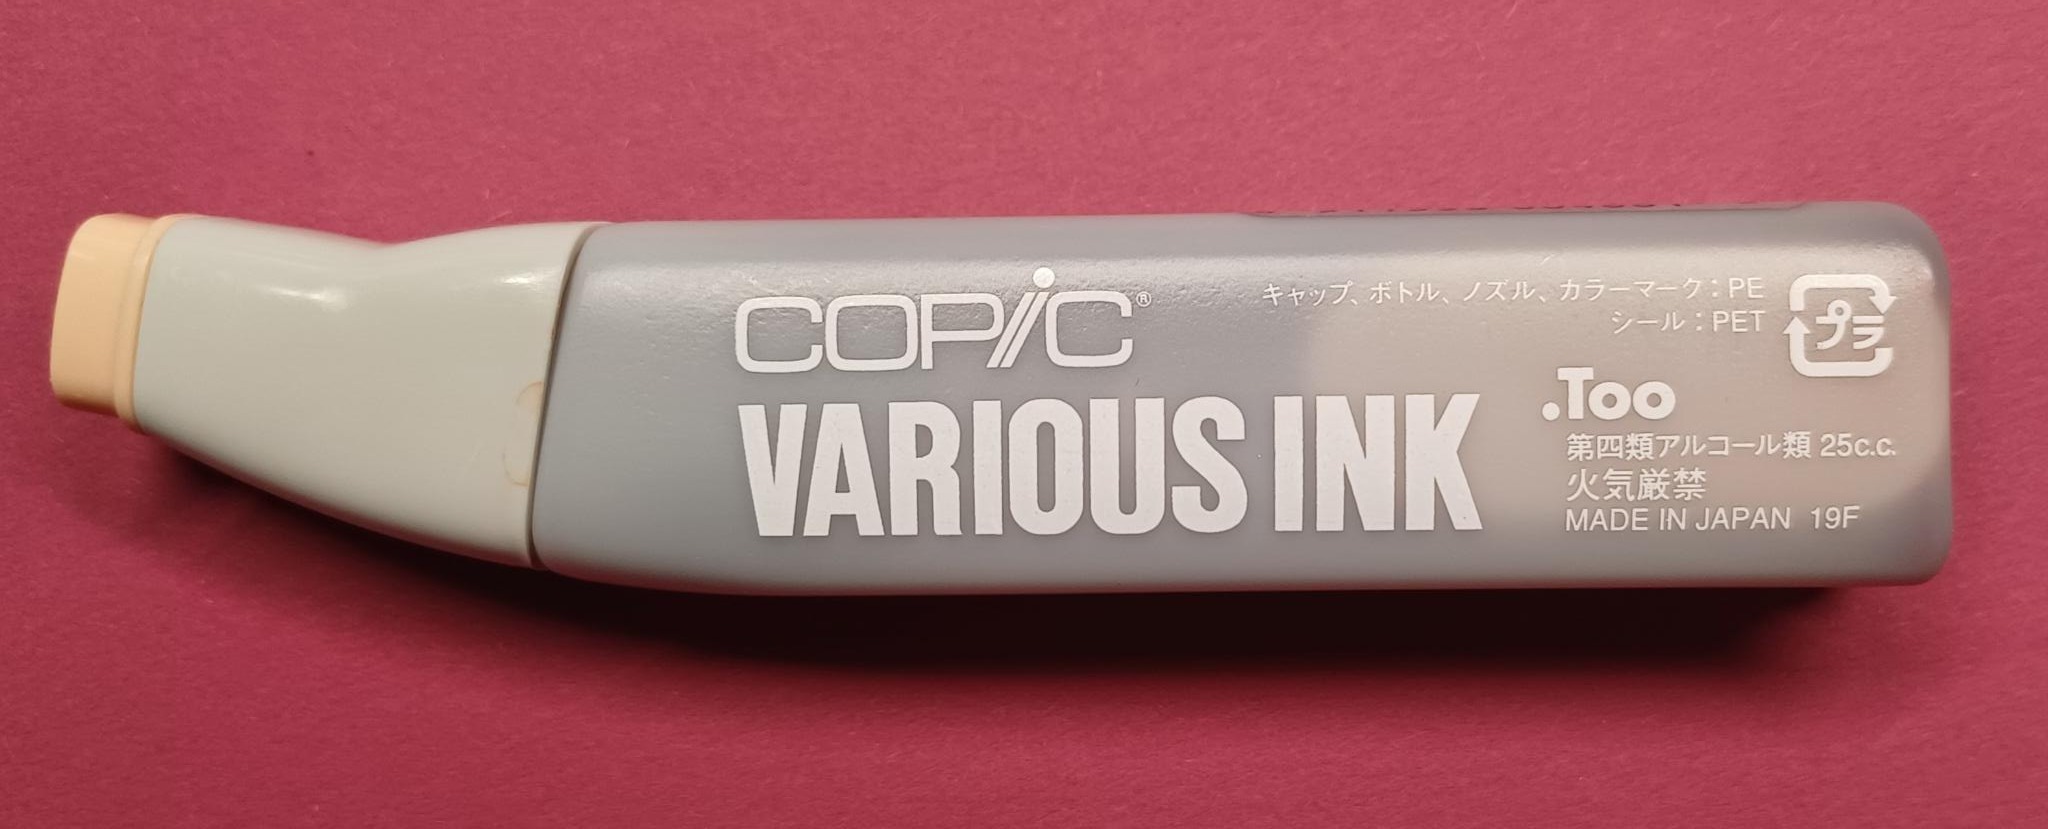 COPiC®
VARIOUS INK
キャップ、ボトル、ノズル、カラーマーク：PE
シール：PET
プラ
.Too
第四類アルコール類 25c.c.
火気厳禁
MADE IN JAPAN 19F